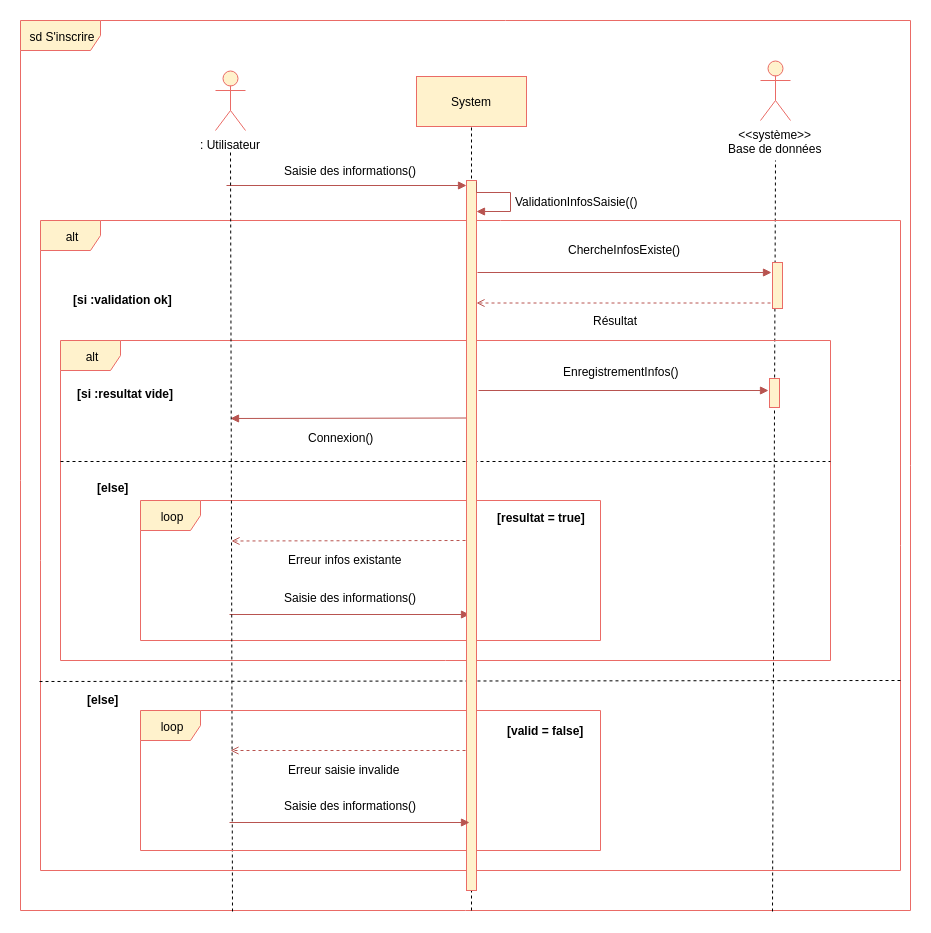 sd S'inscrire
: Utilisateur
System
<<système>>
Base de données
Saisie des informations()
ValidationInfosSaisie(()
alt
ChercheInfosExiste()
[si :validation ok]
Résultat
alt
EnregistrementInfos()
[si :resultat vide]
Connexion()
[else]
loop
[resultat = true]
Erreur infos existante
Saisie des informations()
[else]
loop
[valid = false]
Erreur saisie invalide
Saisie des informations()